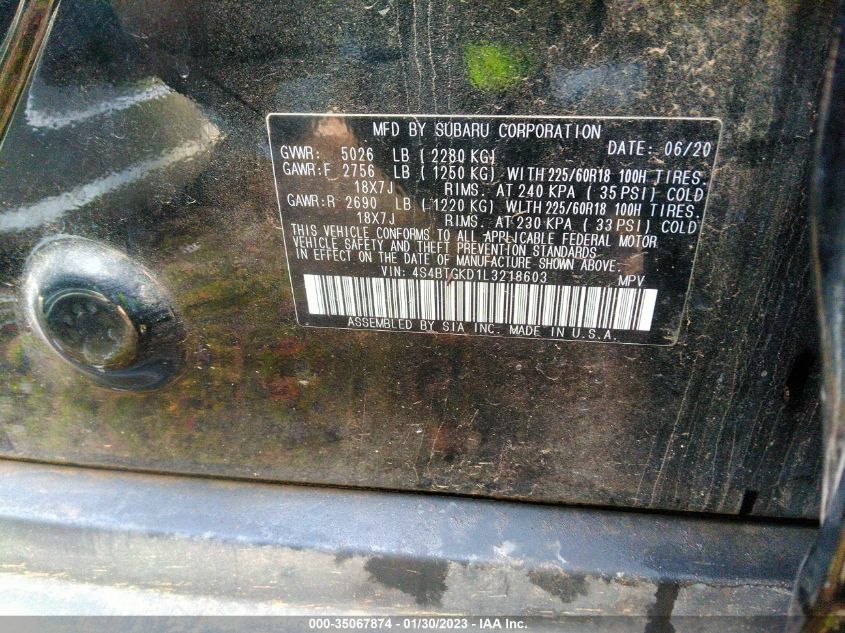 MFD BY SUBARU CORPORATION DATE: 06/20
GVWR: 5026 LB ( 2280 KG)
GAWR:F 2756 LB ( 1250 KG) WITH 225/60R18 100H TIRES.
18X7J RIMS. AT 240 KPA ( 35 PSI) COLD
GAWR:R 2690 LB ( 1220 KG) WITH 225/60R18 100H TIRES.
18X7J RIMS. AT 230 KPA ( 33 PSI) COLD
THIS VEHICLE CONFORMS TO ALL APPLICABLE FEDERAL MOTOR
VEHICLE SAFETY AND THEFT PREVENTION STANDARDS
IN EFFECT ON THE DATE OF MANUFACTURE SHOWN ABOVE.
VIN: 4S4BTGKD1L3218603 MPV
ASSEMBLED BY SIA INC. MADE IN U.S.A.
000-35067874 - 01/30/2023 - IAA Inc.